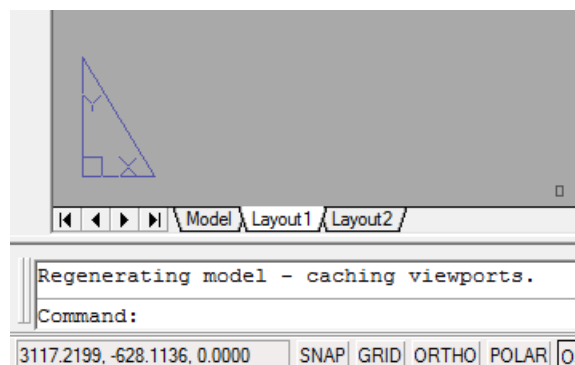 Y
X
Model Layout1 Layout2
Regenerating model - caching viewports.
Command:
3117.2199, -628.1136, 0.0000 SNAP GRID ORTHO POLAR